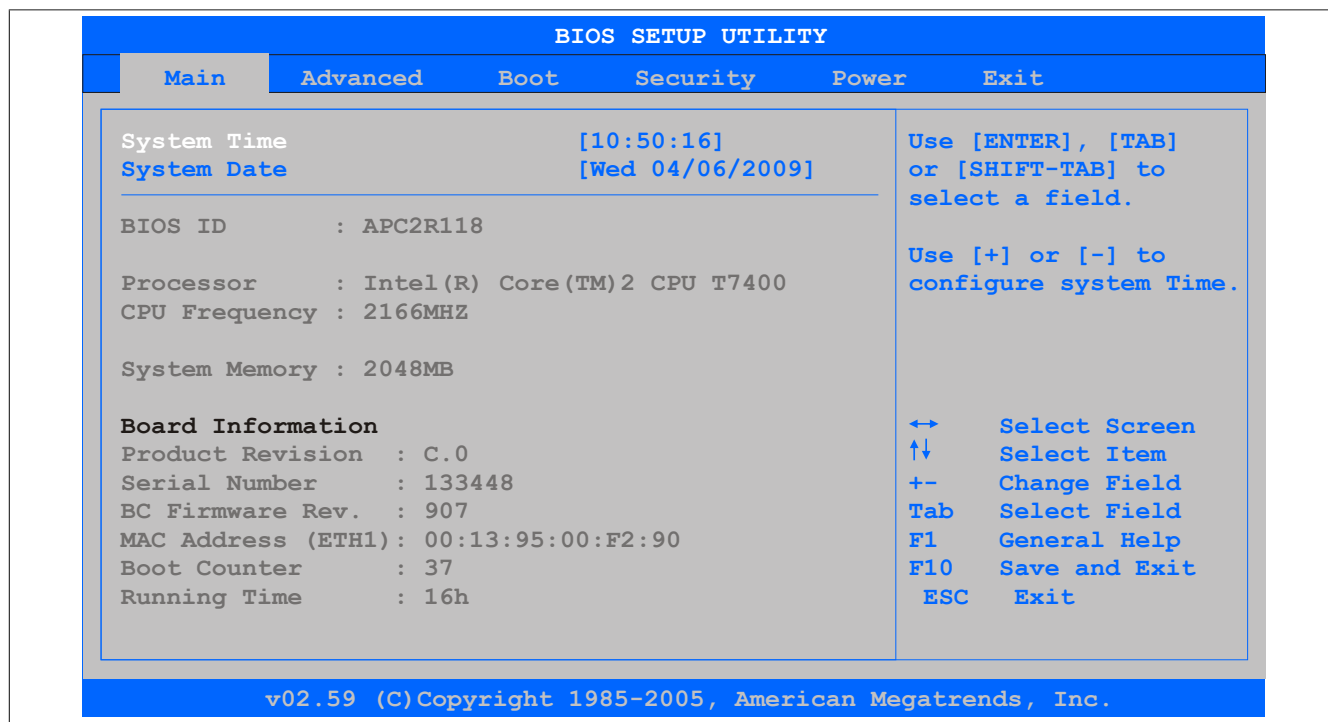 BIOS SETUP UTILITY
Main Advanced Boot Security Power Exit
System Time [10:50:16]
System Date [Wed 04/06/2009]
BIOS ID : APC2R118
Processor : Intel(R) Core(TM)2 CPU T7400
CPU Frequency : 2166MHZ
System Memory : 2048MB
Board Information
Product Revision : C.0
Serial Number : 133448
BC Firmware Rev. : 907
MAC Address (ETH1): 00:13:95:00:F2:90
Boot Counter : 37
Running Time : 16h
Use [ENTER], [TAB]
or [SHIFT-TAB] to
select a field.
Use [+] or [-] to
configure system Time.
↔ Select Screen
↑↓ Select Item
+- Change Field
Tab Select Field
F1 General Help
F10 Save and Exit
ESC Exit
v02.59 (C)Copyright 1985-2005, American Megatrends, Inc.